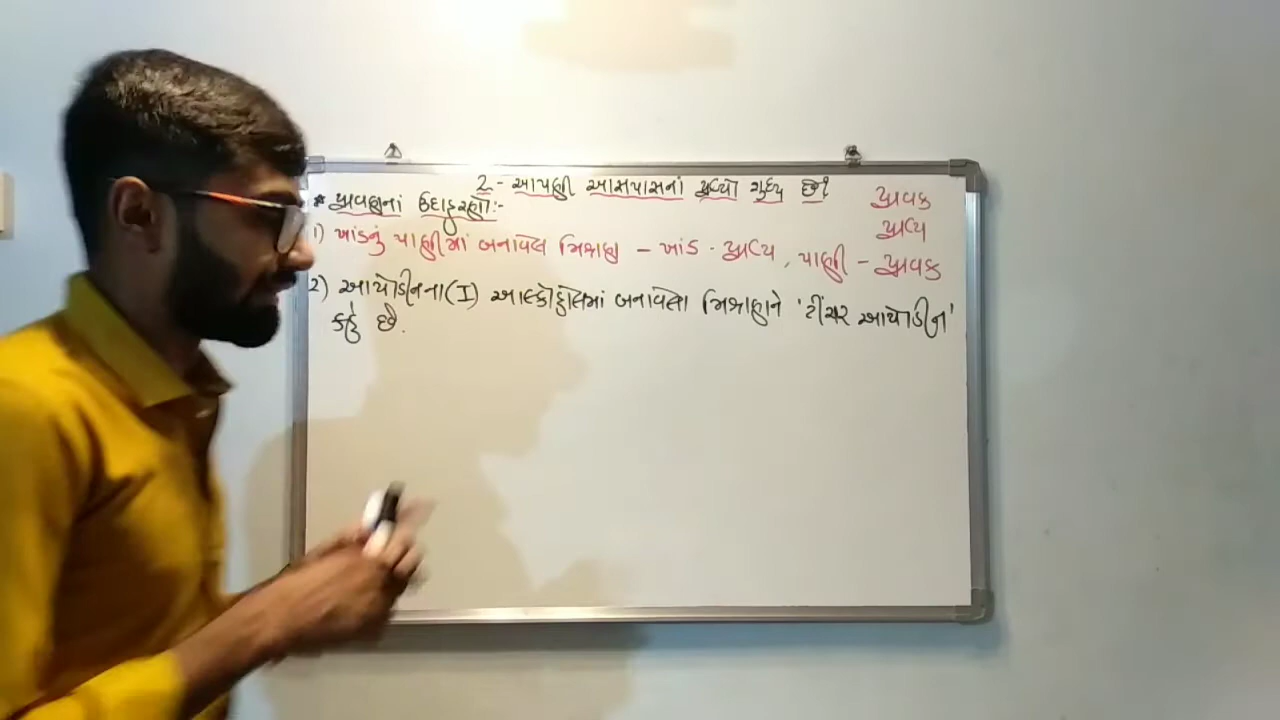 2.- આપણી આસપાસનાં દ્રવ્યો શુદ્ધ છે?
* દ્રાવણનાં ઉદાહરણો:-
દ્રાવક
દ્રાવ્ય
1) ખાંડનું પાણીમાં બનાવેલ મિશ્રણ - ખાંડ - દ્રાવ્ય, પાણી - દ્રાવક
2) આયોડીનના (I) આલ્કોહોલમાં બનાવેલા મિશ્રણને 'ટીંચર આયોડીન'
કહે છે.